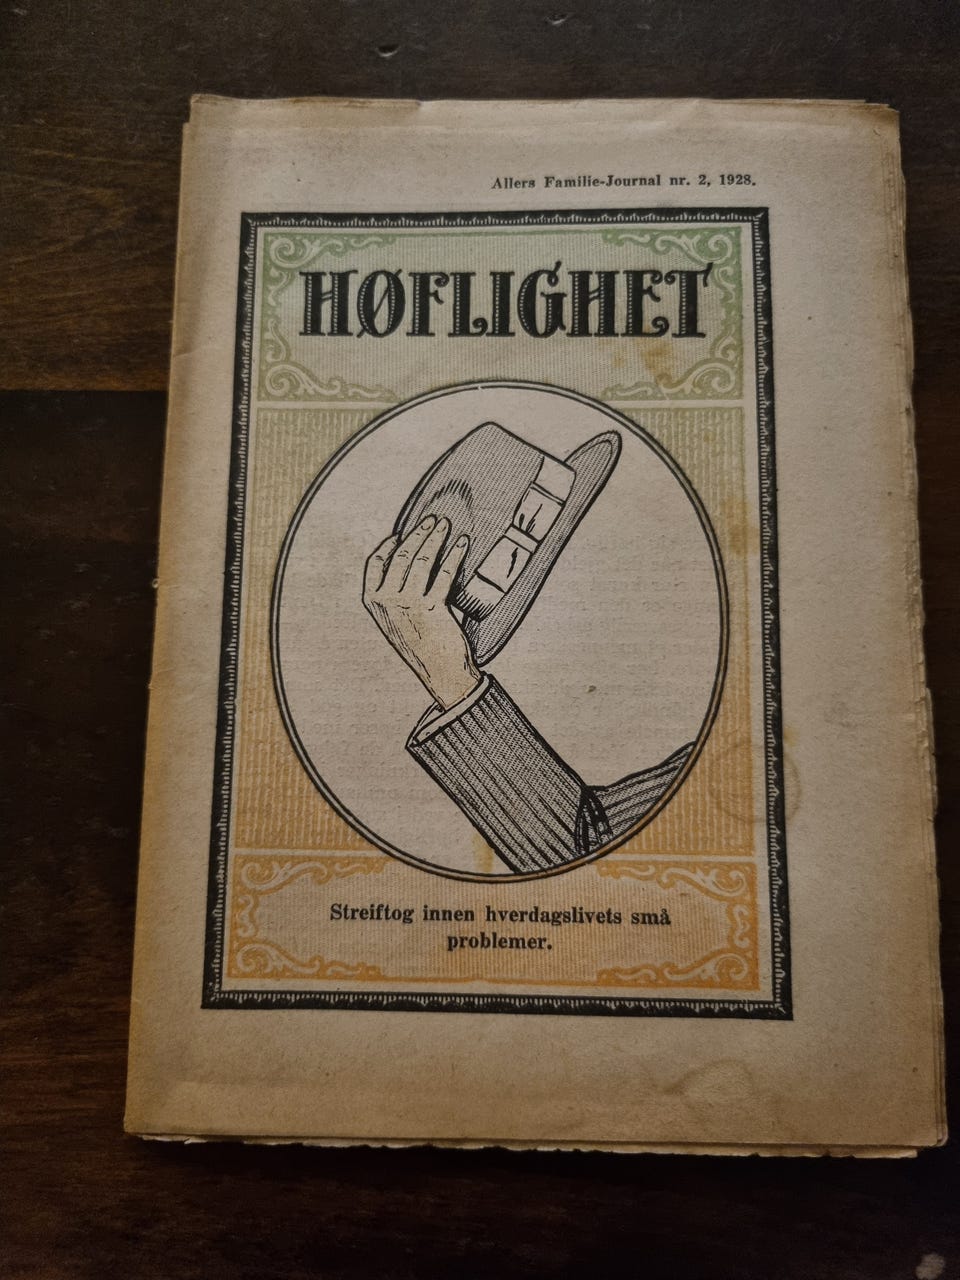 Allers Familie-Journal nr. 2, 1928.
HØFLIGHET
Streiftog innen hverdagslivets små
problemer.